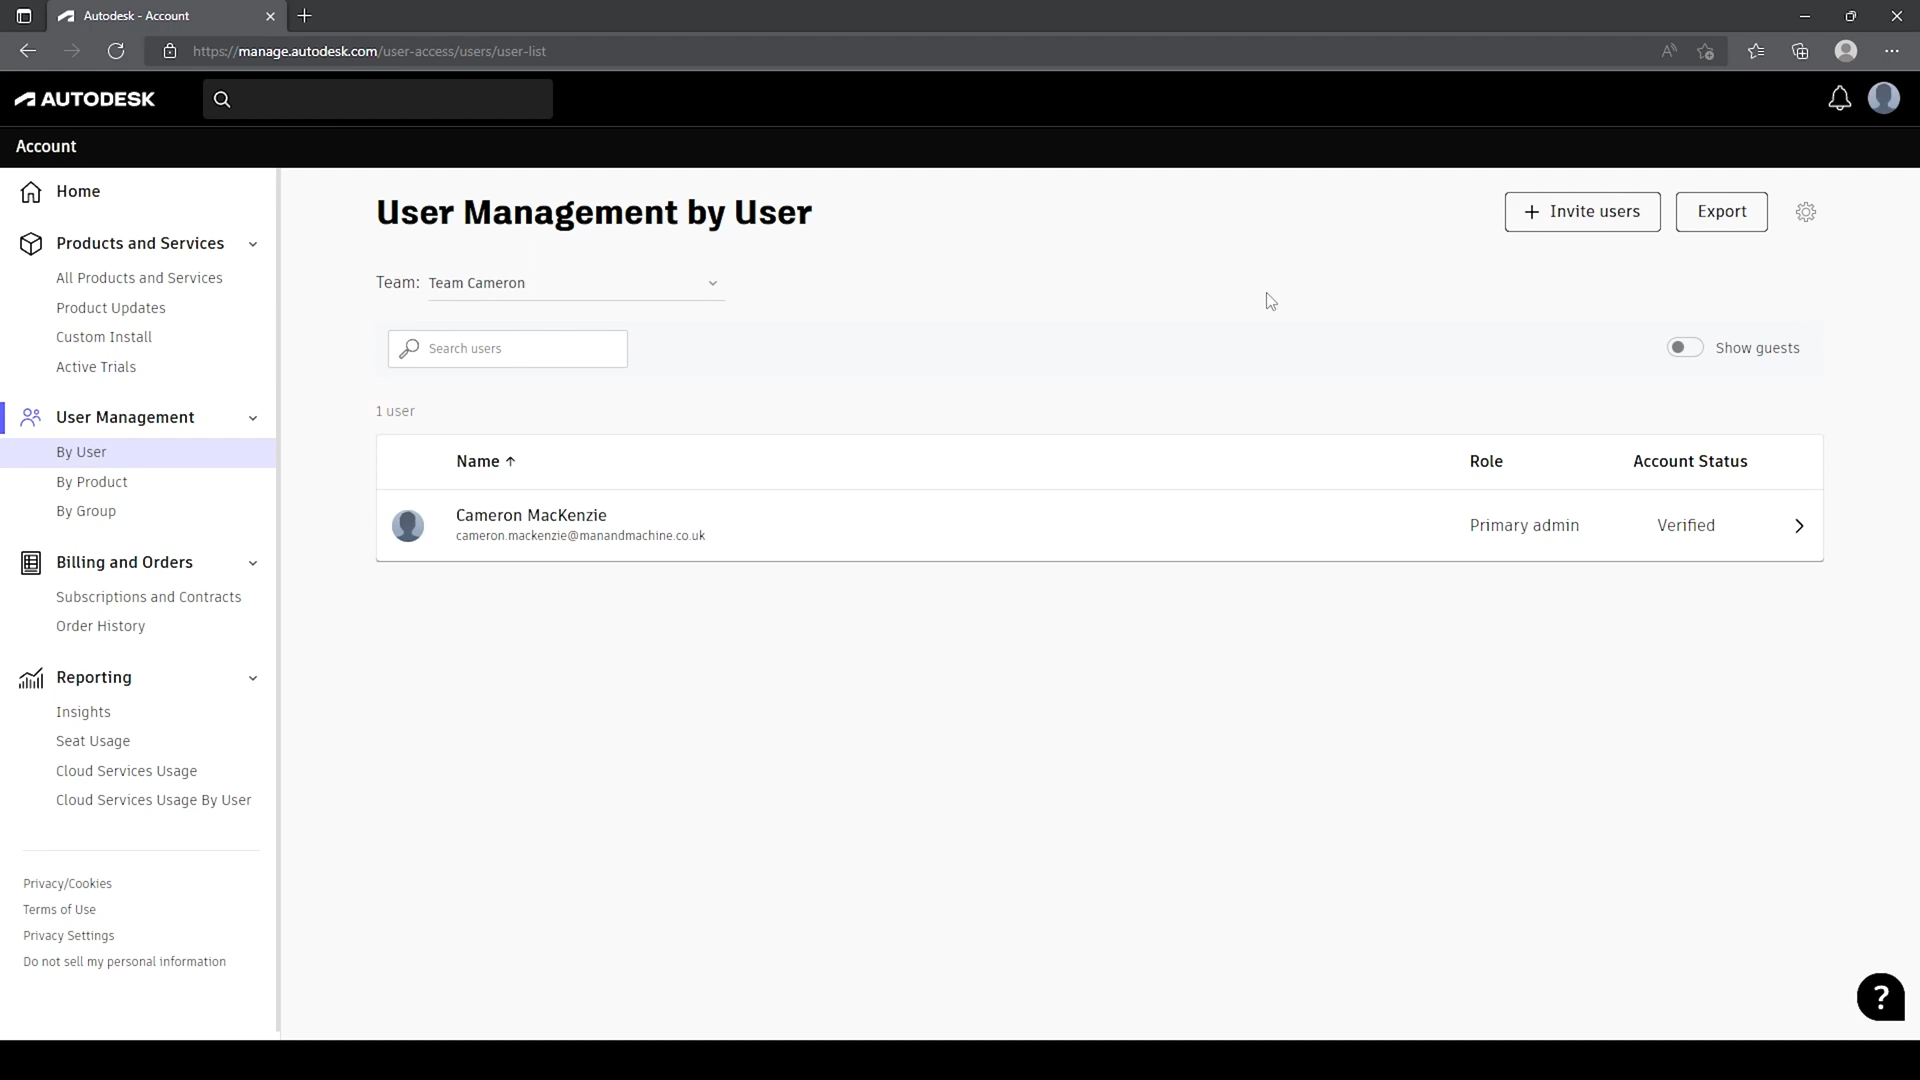 Autodesk - Account
https://manage.autodesk.com/user-access/users/user-list
AUTODESK
Account
Home
Products and Services
All Products and Services
Product Updates
Custom Install
Active Trials
User Management
By User
By Product
By Group
Billing and Orders
Subscriptions and Contracts
Order History
Reporting
Insights
Seat Usage
Cloud Services Usage
Cloud Services Usage By User
Privacy/Cookies
Terms of Use
Privacy Settings
Do not sell my personal information
User Management by User
+ Invite users
Export
Team: Team Cameron
Search users
Show guests
1 user
Name ↑ Role Account Status
Cameron MacKenzie Primary admin Verified
cameron.mackenzie@manandmachine.co.uk
?